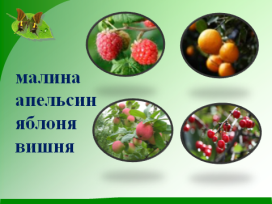 малина
апельсин
яблоня
вишня